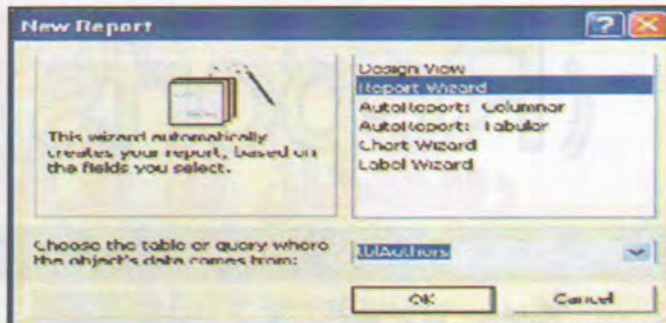 New Report
Design View
Report Wizard
AutoReport: Columnar
AutoReport: Tabular
Chart Wizard
Label Wizard
This wizard automatically
creates your report, based on
the fields you select.
Choose the table or query where
the object's data comes from:
tblAuthors
OK
Cancel